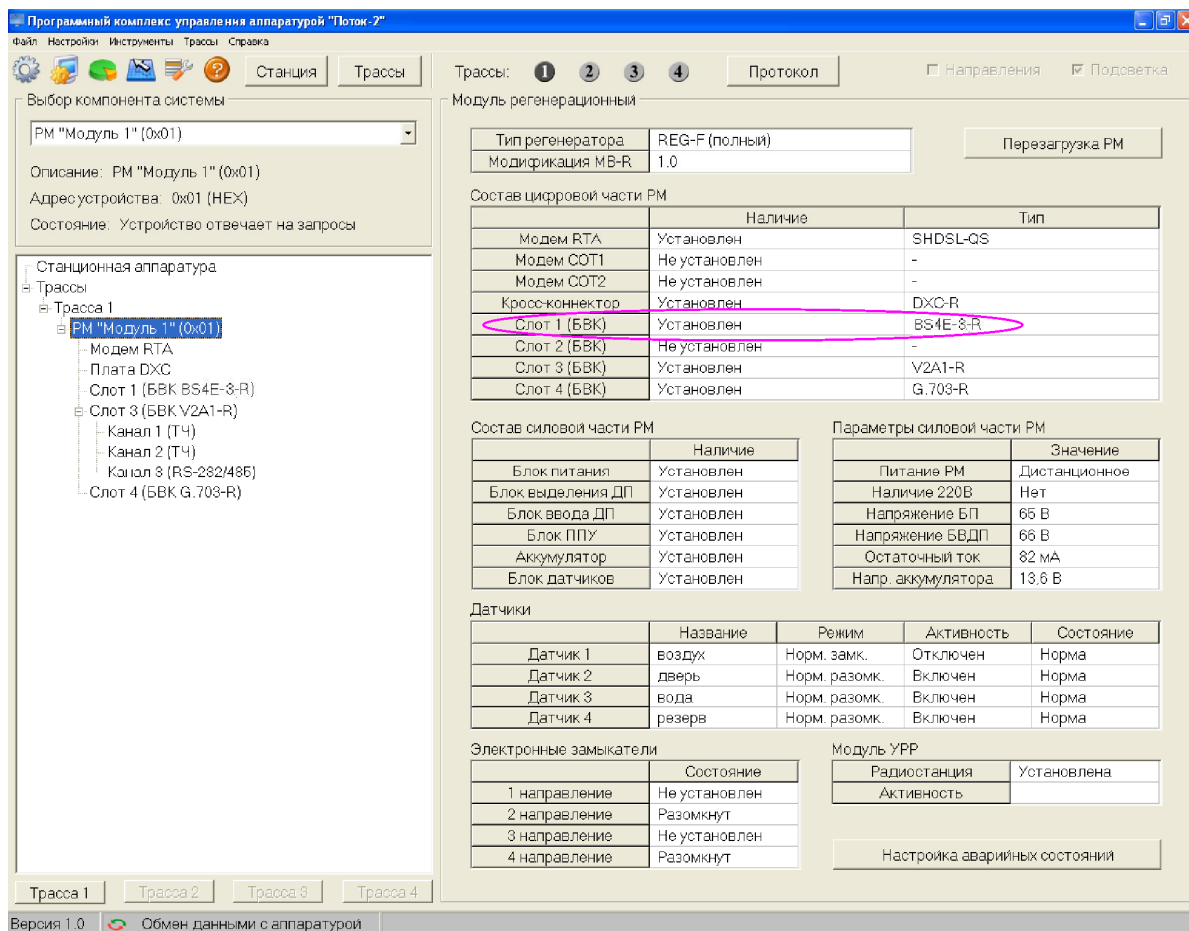 Программный комплекс управления аппаратурой "Поток-2"
Файл Настройки Инструменты Трассы Справка
Станция Трассы
Трассы: 1 2 3 4 Протокол Направления Подсветка
Выбор компонента системы
РМ "Модуль 1" (0x01)
Описание: РМ "Модуль 1" (0x01)
Адрес устройства: 0x01 (HEX)
Состояние: Устройство отвечает на запросы
Станционная аппаратура
Трассы
Трасса 1
РМ "Модуль 1" (0x01)
Модем RTA
Плата DXC
Слот 1 (БВК BS4E-3-R)
Слот 3 (БВК V2A1-R)
Канал 1 (ТЧ)
Канал 2 (ТЧ)
Канал 3 (RS-232/485)
Слот 4 (БВК G.703-R)
Трасса 1 Трасса 2 Трасса 3 Трасса 4
Модуль регенерационный
Тип регенератора REG-F (полный)
Модификация MB-R 1.0
Перезагрузка РМ
Состав цифровой части РМ
Наличие Тип
Модем RTA Установлен SHDSL-QS
Модем COT1 Не установлен -
Модем COT2 Не установлен -
Кросс-коннектор Установлен DXC-R
Слот 1 (БВК) Установлен BS4E-3-R
Слот 2 (БВК) Не установлен -
Слот 3 (БВК) Установлен V2A1-R
Слот 4 (БВК) Установлен G.703-R
Состав силовой части РМ
Наличие
Блок питания Установлен
Блок выделения ДП Установлен
Блок ввода ДП Установлен
Блок ППУ Установлен
Аккумулятор Установлен
Блок датчиков Установлен
Параметры силовой части РМ
Значение
Питание РМ Дистанционное
Наличие 220В Нет
Напряжение БП 65 В
Напряжение БВДП 66 В
Остаточный ток 82 мА
Напр. аккумулятора 13,6 В
Датчики
Название Режим Активность Состояние
Датчик 1 воздух Норм. замк. Отключен Норма
Датчик 2 дверь Норм. разомк. Включен Норма
Датчик 3 вода Норм. разомк. Включен Норма
Датчик 4 резерв Норм. разомк. Включен Норма
Электронные замыкатели
Состояние
1 направление Не установлен
2 направление Разомкнут
3 направление Не установлен
4 направление Разомкнут
Модуль УРР
Радиостанция Установлена
Активность
Настройка аварийных состояний
Версия 1.0 Обмен данными с аппаратурой